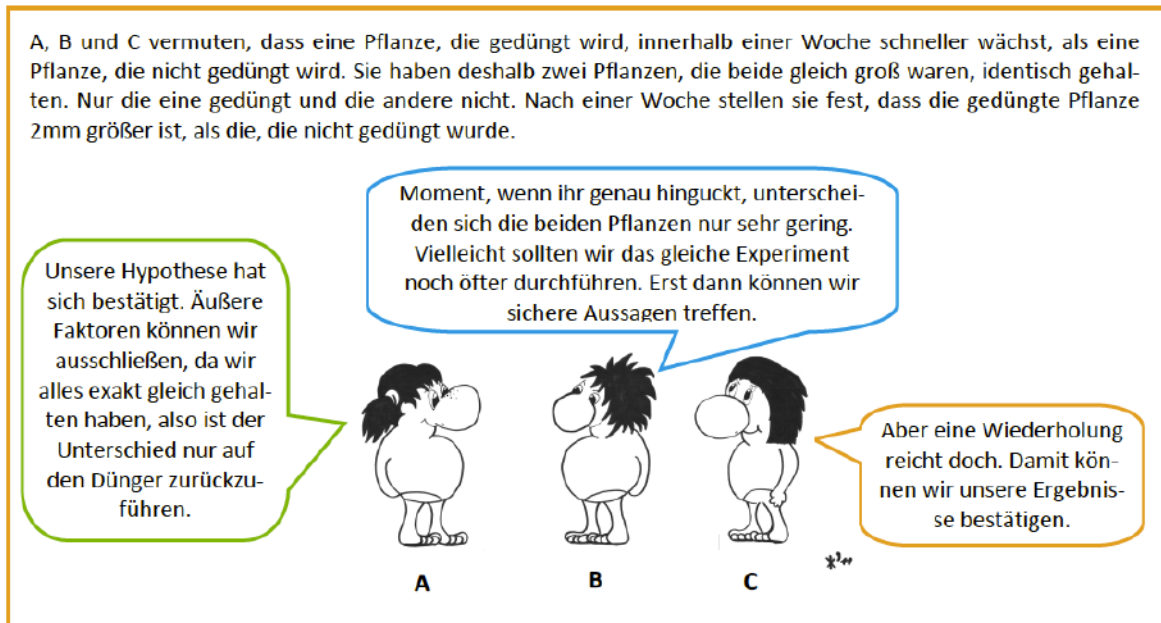 A, B und C vermuten, dass eine Pflanze, die gedüngt wird, innerhalb einer Woche schneller wächst, als eine
Pflanze, die nicht gedüngt wird. Sie haben deshalb zwei Pflanzen, die beide gleich groß waren, identisch gehal-
ten. Nur die eine gedüngt und die andere nicht. Nach einer Woche stellen sie fest, dass die gedüngte Pflanze
2mm größer ist, als die, die nicht gedüngt wurde.
Moment, wenn ihr genau hinguckt, unterschei-
den sich die beiden Pflanzen nur sehr gering.
Vielleicht sollten wir das gleiche Experiment
noch öfter durchführen. Erst dann können wir
sichere Aussagen treffen.
Unsere Hypothese hat
sich bestätigt. Äußere
Faktoren können wir
ausschließen, da wir
alles exakt gleich gehal-
ten haben, also ist der
Unterschied nur auf
den Dünger zurückzu-
führen.
Aber eine Wiederholung
reicht doch. Damit kön-
nen wir unsere Ergebnis-
se bestätigen.
A
B
C